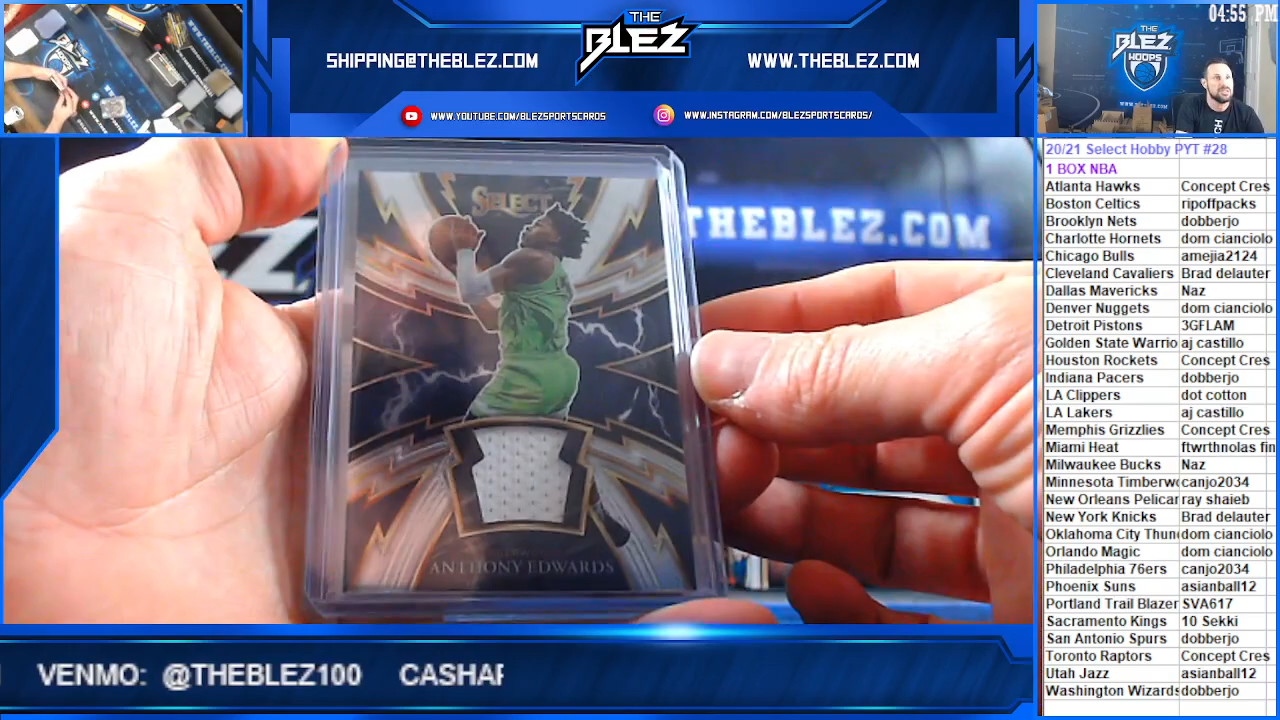 THE
BLEZ
SHIPPING@THEBLEZ.COM
WWW.THEBLEZ.COM
WWW.YOUTUBE.COM/BLEZSPORTSCARDS
WWW.INSTAGRAM.COM/BLEZSPORTSCARDS/
04:55 PM
THE
BLEZ
HOOPS
SELECT
THEBLEZ.COM
ANTHONY EDWARDS
20/21 Select Hobby PYT #28
1 BOX NBA
Atlanta Hawks Concept Cres
Boston Celtics ripoffpacks
Brooklyn Nets dobberjo
Charlotte Hornets dom cianciolo
Chicago Bulls amejia2124
Cleveland Cavaliers Brad delauter
Dallas Mavericks Naz
Denver Nuggets dom cianciolo
Detroit Pistons 3GFLAM
Golden State Warrio aj castillo
Houston Rockets Concept Cres
Indiana Pacers dobberjo
LA Clippers dot cotton
LA Lakers aj castillo
Memphis Grizzlies Concept Cres
Miami Heat ftwrthnolas fin
Milwaukee Bucks Naz
Minnesota Timberw canjo2034
New Orleans Pelicar ray shaieb
New York Knicks Brad delauter
Oklahoma City Thun dom cianciolo
Orlando Magic dom cianciolo
Philadelphia 76ers canjo2034
Phoenix Suns asianball12
Portland Trail Blazer SVA617
Sacramento Kings 10 Sekki
San Antonio Spurs dobberjo
Toronto Raptors Concept Cres
Utah Jazz asianball12
Washington Wizards dobberjo
VENMO: @THEBLEZ100 CASHAP